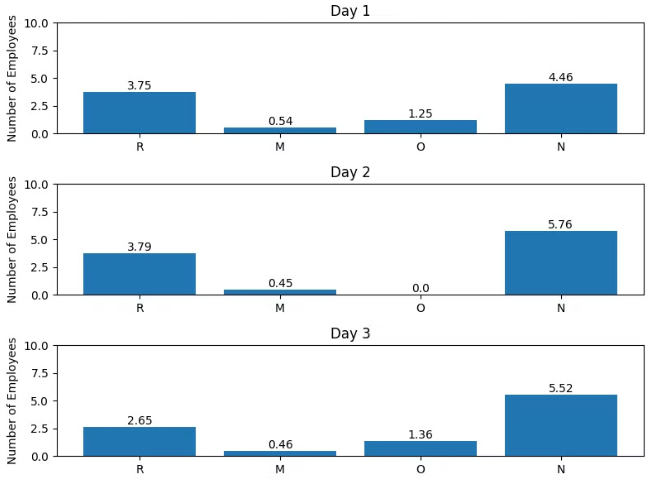 Day 1
Number of Employees
10.0
7.5
5.0
2.5
0.0
3.75
0.54
1.25
4.46
R
M
O
N
Day 2
Number of Employees
10.0
7.5
5.0
2.5
0.0
3.79
0.45
0.0
5.76
R
M
O
N
Day 3
Number of Employees
10.0
7.5
5.0
2.5
0.0
2.65
0.46
1.36
5.52
R
M
O
N